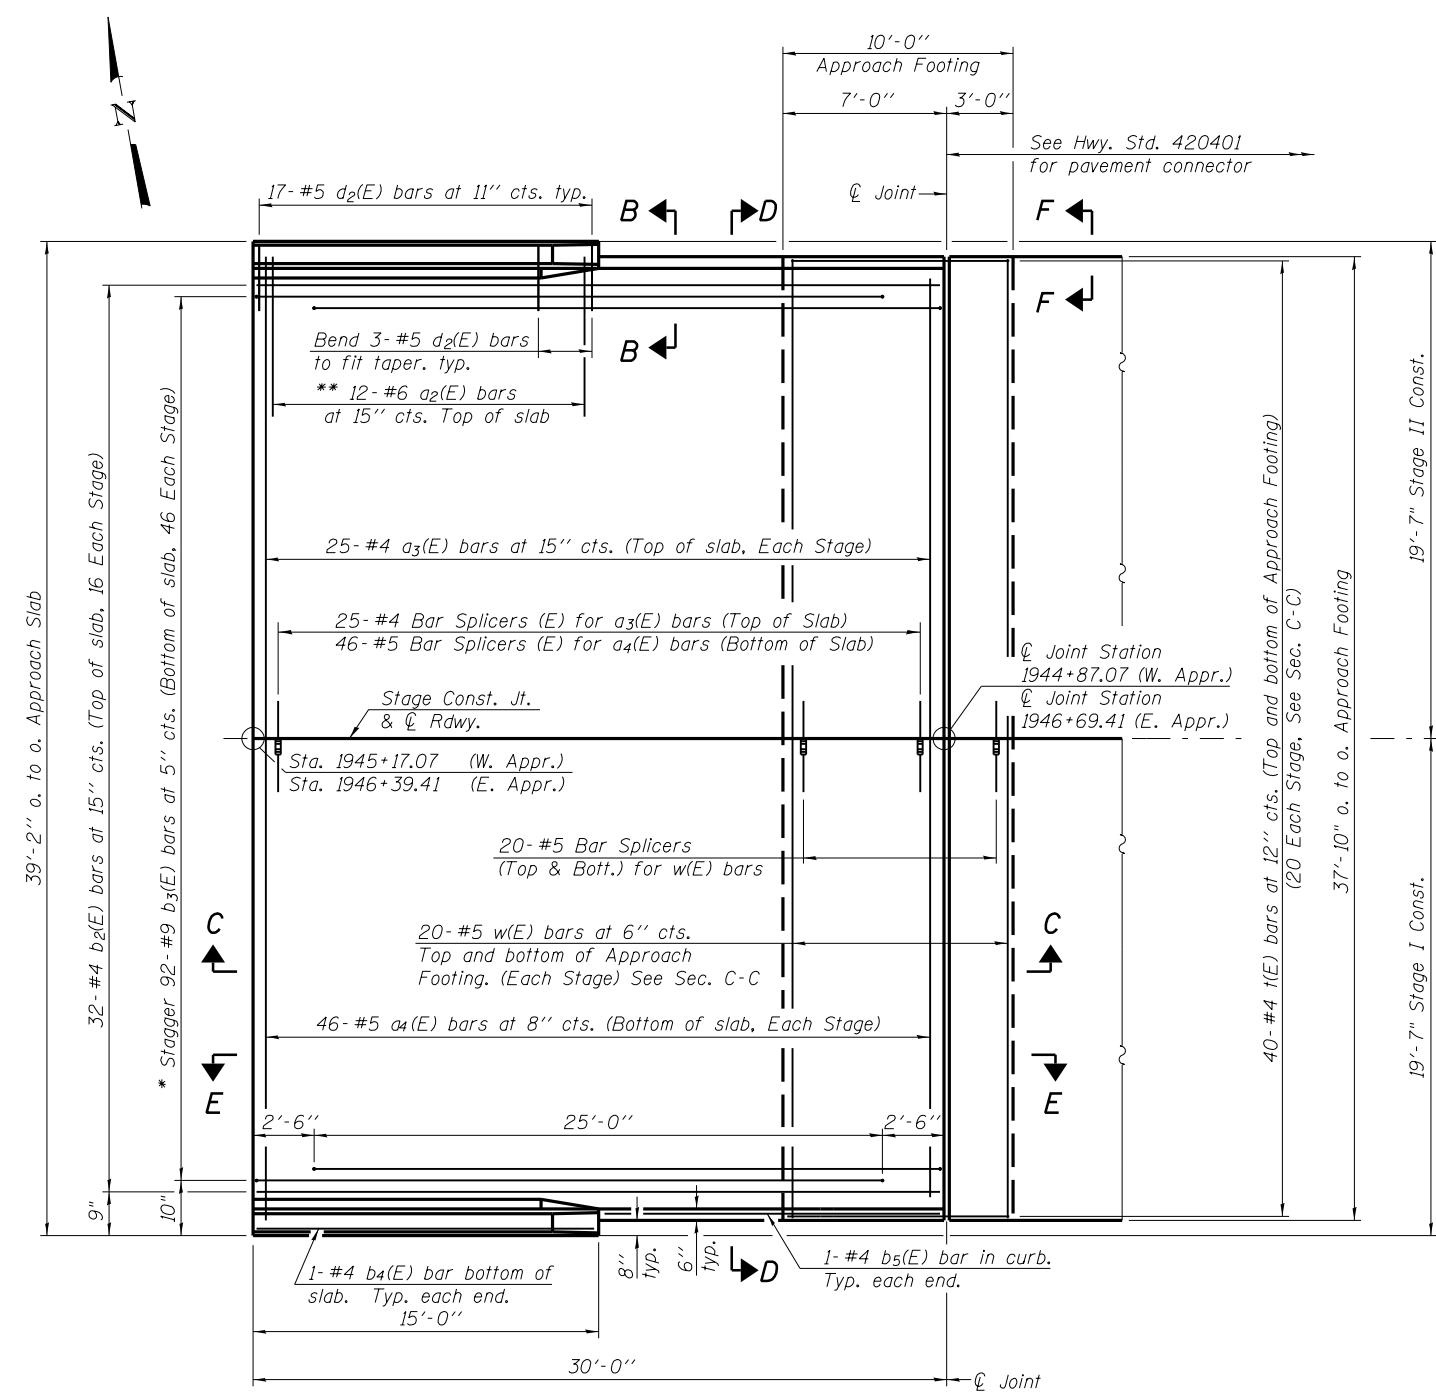 10'-0"
Approach Footing
7'-0"
3'-0"
N
See Hwy. Std. 420401
for pavement connector
℄ Joint
17-#5 d2(E) bars at 11" cts. typ.
B
D
F
F
B
Bend 3-#5 d2(E) bars
to fit taper. typ.
** 12-#6 a2(E) bars
at 15" cts. Top of slab
39'-2" o. to o. Approach Slab
32-#4 b2(E) bars at 15" cts. (Top of slab, 16 Each Stage)
* Stagger 92-#9 b3(E) bars at 5" cts. (Bottom of slab, 46 Each Stage)
25-#4 a3(E) bars at 15" cts. (Top of slab, Each Stage)
25-#4 Bar Splicers (E) for a3(E) bars (Top of Slab)
46-#5 Bar Splicers (E) for a4(E) bars (Bottom of Slab)
Stage Const. Jt.
& ℄ Rdwy.
℄ Joint Station
1944+87.07 (W. Appr.)
℄ Joint Station
1946+69.41 (E. Appr.)
Sta. 1945+17.07 (W. Appr.)
Sta. 1946+39.41 (E. Appr.)
40-#4 t(E) bars at 12" cts. (Top and bottom of Approach Footing)
(20 Each Stage, See Sec. C-C)
37'-10" o. to o. Approach Footing
19'-7" Stage II Const.
19'-7" Stage I Const.
20-#5 Bar Splicers
(Top & Bott.) for w(E) bars
20-#5 w(E) bars at 6" cts.
Top and bottom of Approach
Footing. (Each Stage) See Sec. C-C
C
C
46-#5 a4(E) bars at 8" cts. (Bottom of slab, Each Stage)
E
E
2'-6"
25'-0"
2'-6"
9"
10"
8"
typ.
6"
typ.
D
1-#4 b4(E) bar bottom of
slab. Typ. each end.
1-#4 b5(E) bar in curb.
Typ. each end.
15'-0"
30'-0"
℄ Joint